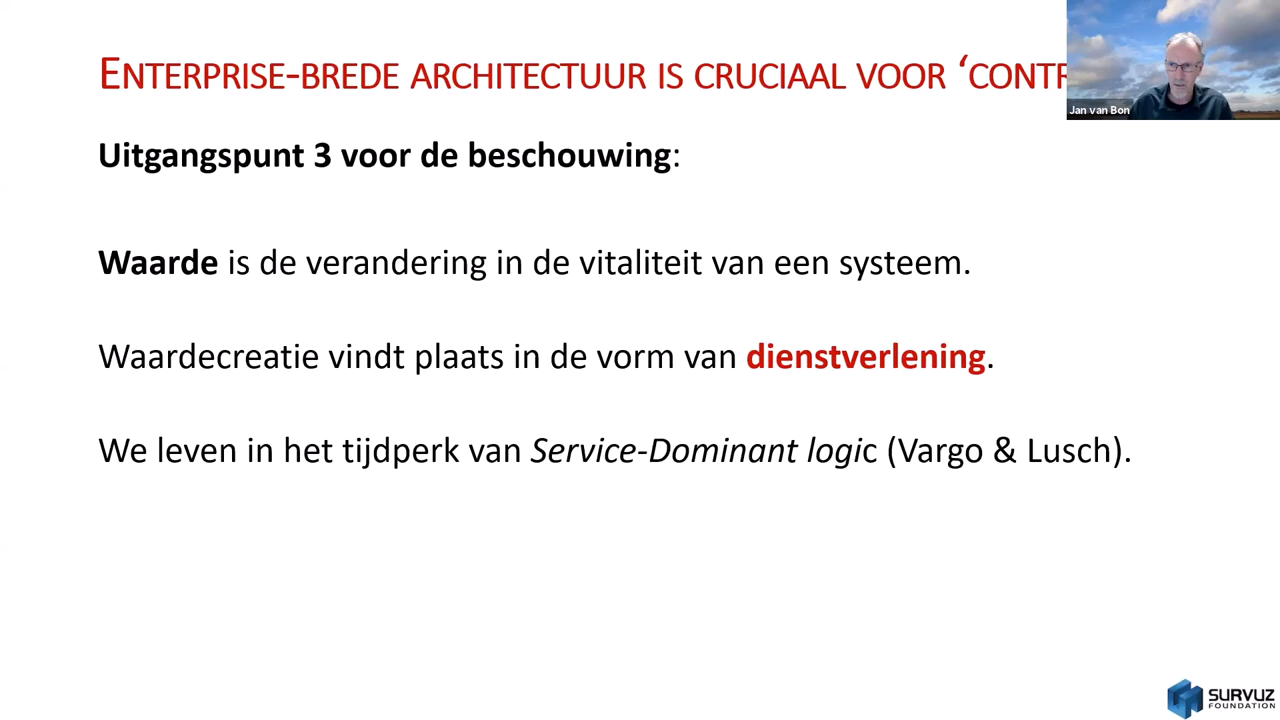 ENTERPRISE-BREDE ARCHITECTUUR IS CRUCIAAL VOOR ‘CONTR
Jan van Bon
Uitgangspunt 3 voor de beschouwing:
Waarde is de verandering in de vitaliteit van een systeem.
Waardecreatie vindt plaats in de vorm van dienstverlening.
We leven in het tijdperk van Service-Dominant logic (Vargo & Lusch).
SURVUZ
FOUNDATION